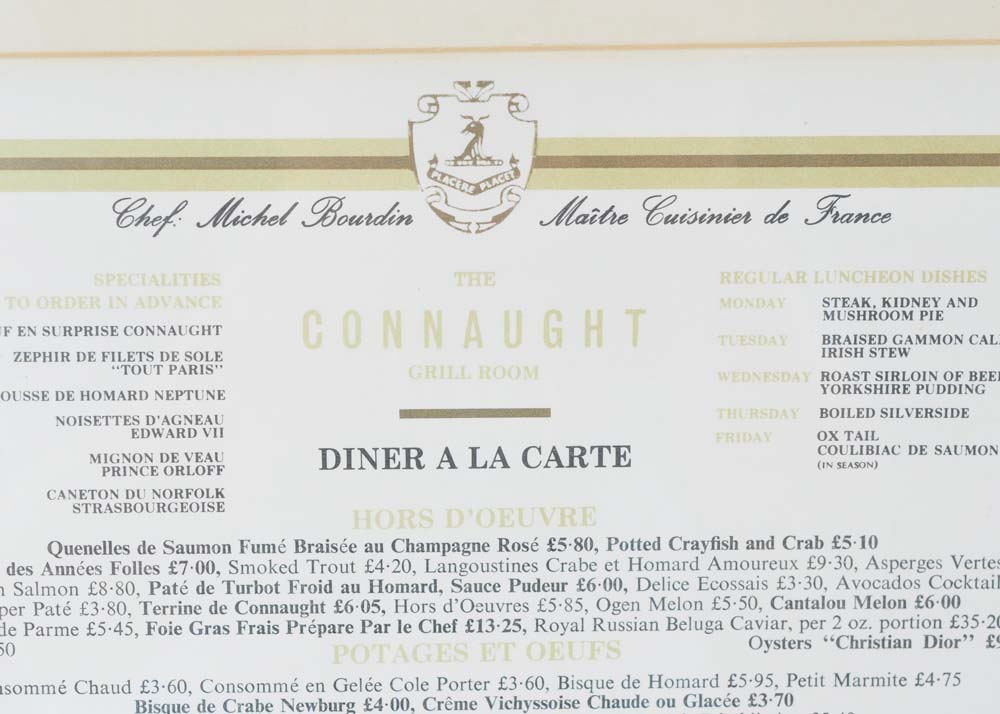 PLACERE PLACET
Chef: Michel Bourdin Maître Cuisinier de France
SPECIALITIES
TO ORDER IN ADVANCE
EN SURPRISE CONNAUGHT
ZEPHIR DE FILETS DE SOLE
"TOUT PARIS"
DE HOMARD NEPTUNE
NOISETTES D'AGNEAU
EDWARD VII
MIGNON DE VEAU
PRINCE ORLOFF
CANETON DU NORFOLK
STRASBOURGEOISE
THE
CONNAUGHT
GRILL ROOM
DINER A LA CARTE
REGULAR LUNCHEON DISHES
MONDAY STEAK, KIDNEY AND
MUSHROOM PIE
TUESDAY BRAISED GAMMON
IRISH STEW
WEDNESDAY ROAST SIRLOIN OF
YORKSHIRE PUDDING
THURSDAY BOILED SILVERSIDE
FRIDAY OX TAIL
COULIBIAC DE SAUMON
(IN SEASON)
HORS D'OEUVRE
Quenelles de Saumon Fumé Braisée au Champagne Rosé £5·80, Potted Crayfish and Crab £5·10
des Années Folles £7·00, Smoked Trout £4·20, Langoustines Crabe et Homard Amoureux £9·30, Asperges Vertes
Salmon £8·80, Paté de Turbot Froid au Homard, Sauce Pudeur £6·00, Delice Ecossais £3·30, Avocados Cocktail
Paté £3·80, Terrine de Connaught £6·05, Hors d'Oeuvres £5·85, Ogen Melon £5·50, Cantalou Melon £6·00
de Parme £5·45, Foie Gras Frais Prépare Par le Chef £13·25, Royal Russian Beluga Caviar, per 2 oz. portion £35·20
50 Oysters "Christian Dior"
POTAGES ET OEUFS
Chaud £3·60, Consommé en Gelée Cole Porter £3·60, Bisque de Homard £5·95, Petit Marmite £4·75
Bisque de Crabe Newburg £4·00, Crême Vichyssoise Chaude ou Glacée £3·70